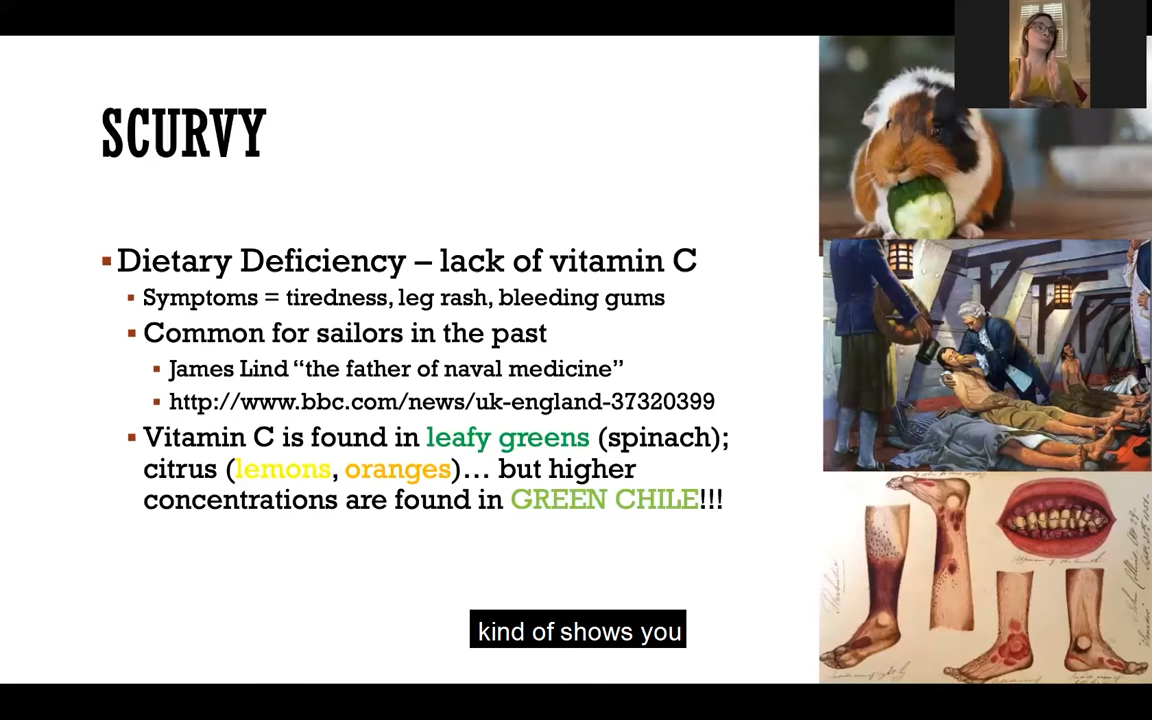 SCURVY
▪ Dietary Deficiency – lack of vitamin C
▪ Symptoms = tiredness, leg rash, bleeding gums
▪ Common for sailors in the past
▪ James Lind “the father of naval medicine”
▪ http://www.bbc.com/news/uk-england-37320399
▪ Vitamin C is found in leafy greens (spinach);
citrus (lemons, oranges)… but higher
concentrations are found in GREEN CHILE!!!
kind of shows you